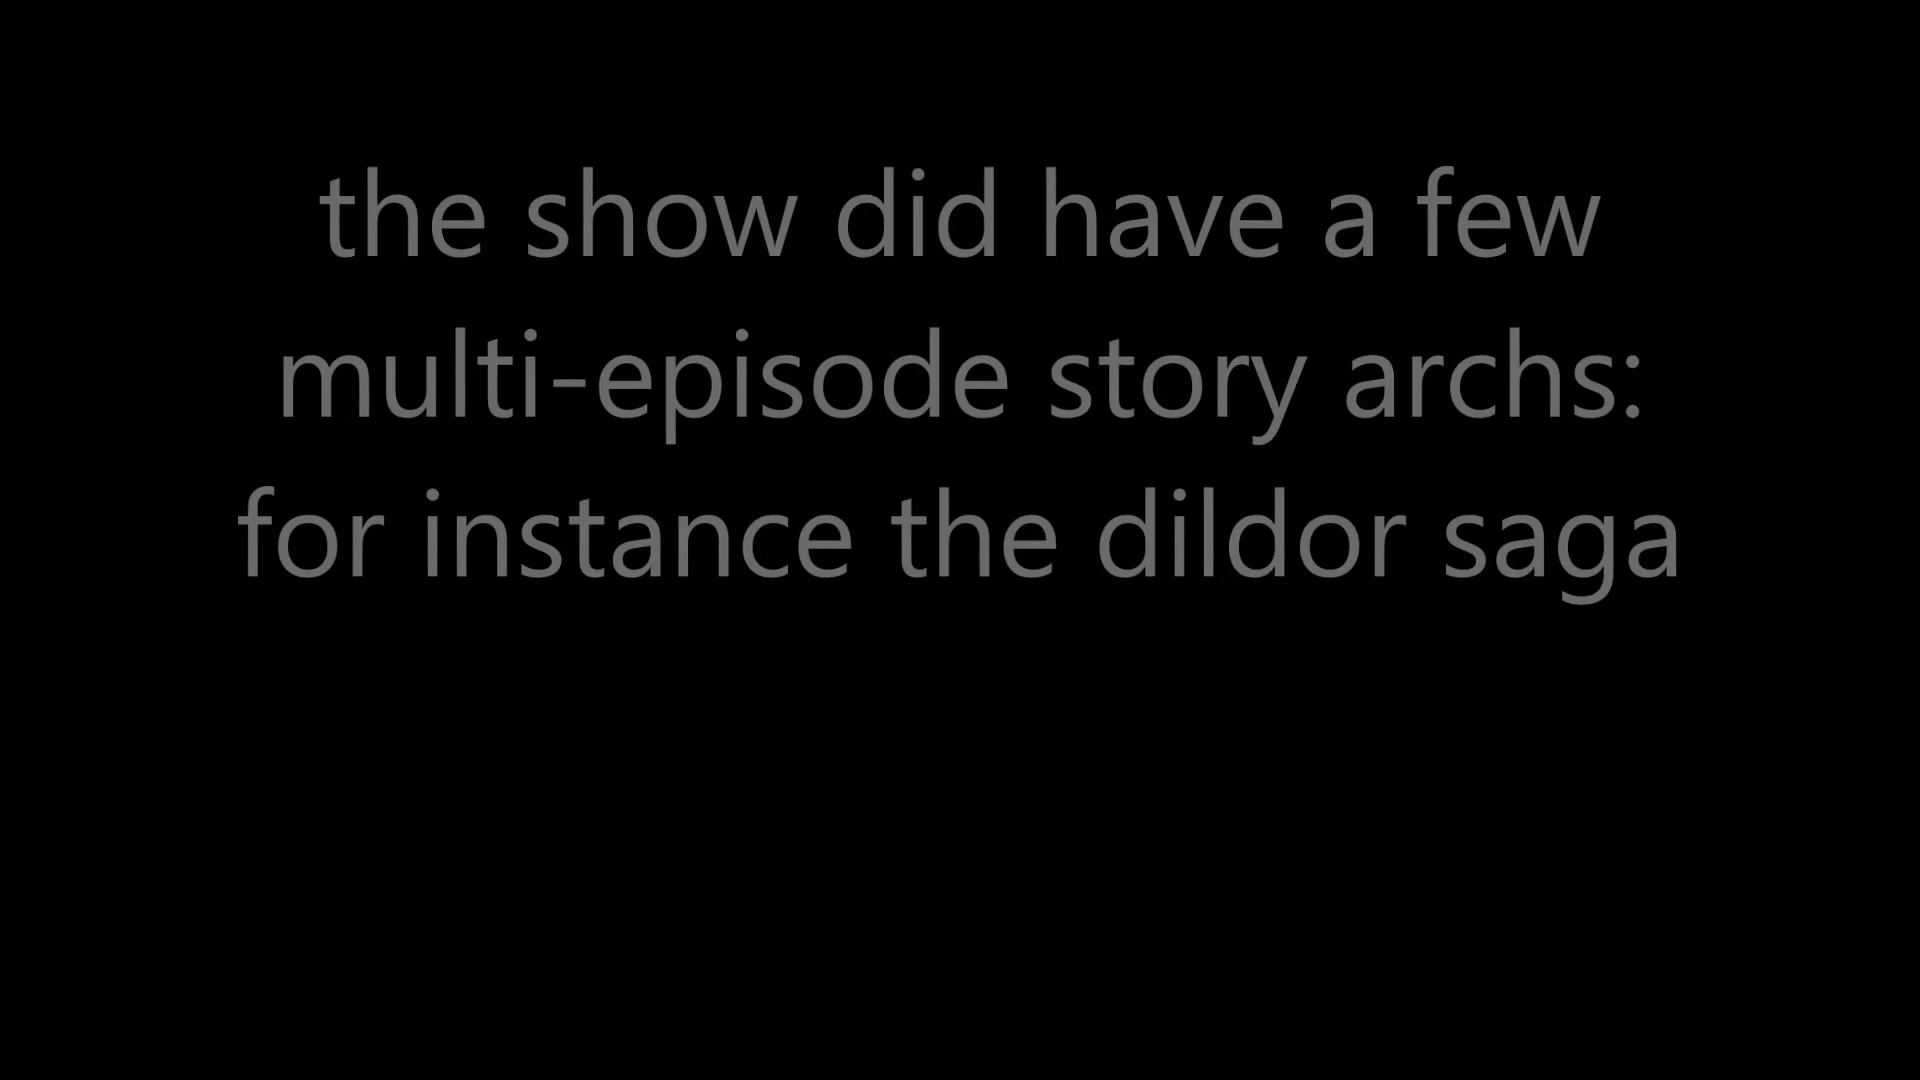 the show did have a few
multi-episode story archs:
for instance the dildor saga